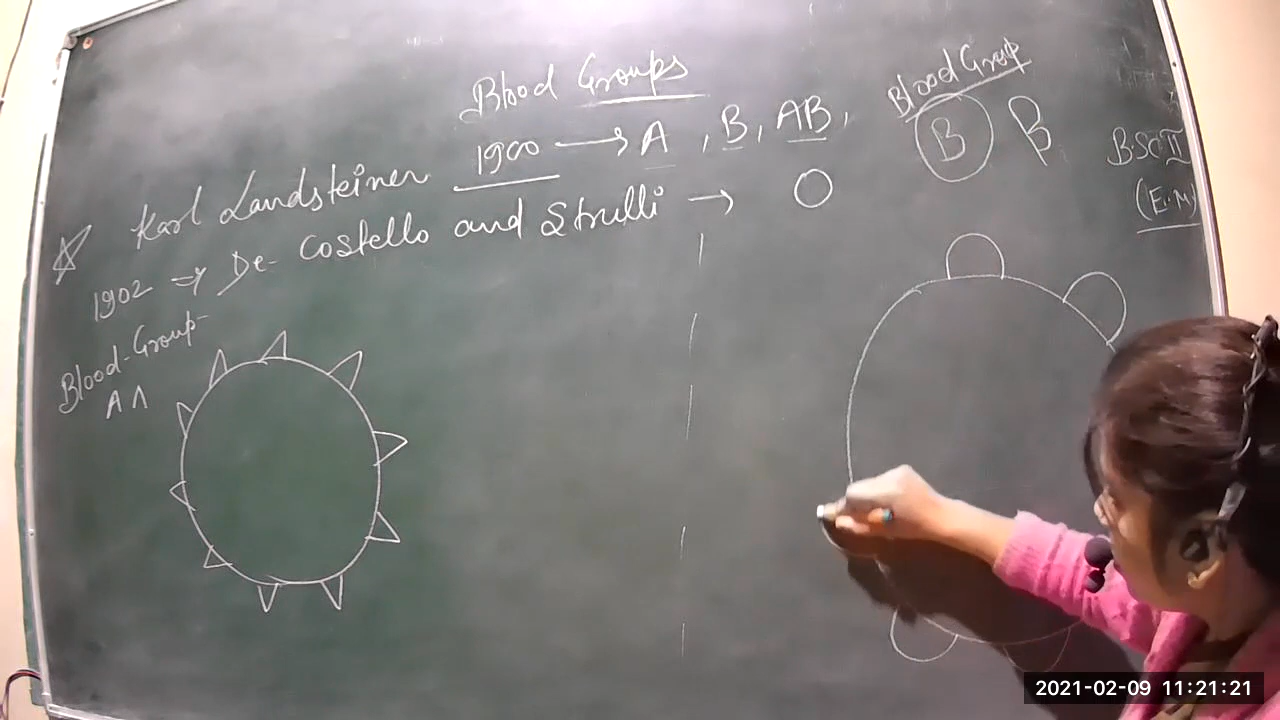 Blood Groups
Karl Landsteiner 1900 → A, B, AB,
1902 ⇒ De-Costello and Strulli → O
Blood-Group-
A Λ
Blood Group
B B
B.Sc II
(E.M)
2021-02-09 11:21:21